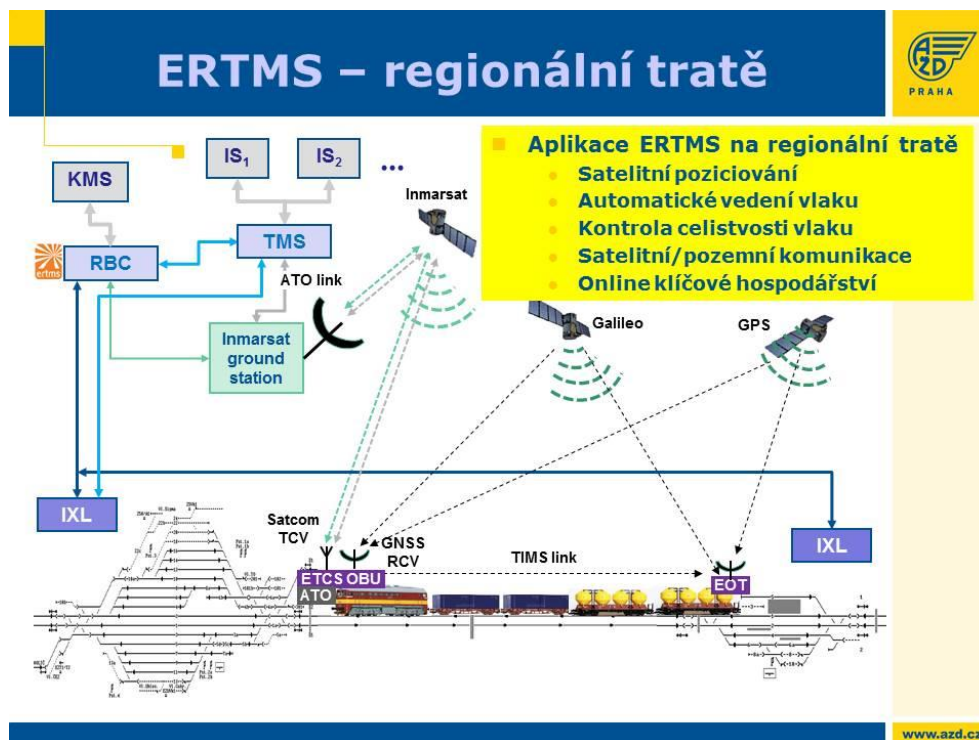 ERTMS – regionální tratě
AŽD
PRAHA
Aplikace ERTMS na regionální tratě
Satelitní poziciování
Automatické vedení vlaku
Kontrola celistvosti vlaku
Satelitní/pozemní komunikace
Online klíčové hospodářství
IS1
IS2
...
KMS
Inmarsat
RBC
TMS
ertms
ATO link
Inmarsat
ground
station
Galileo
GPS
IXL
Satcom
TCV
GNSS
RCV
TIMS link
IXL
ETCS OBU
ATO
EOT
www.azd.cz